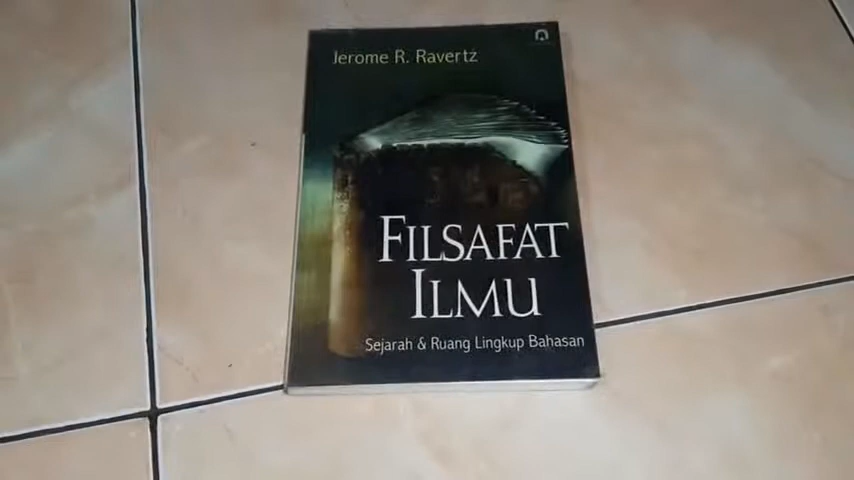 Jerome R. Ravertz
FILSAFAT
ILMU
Sejarah & Ruang Lingkup Bahasan